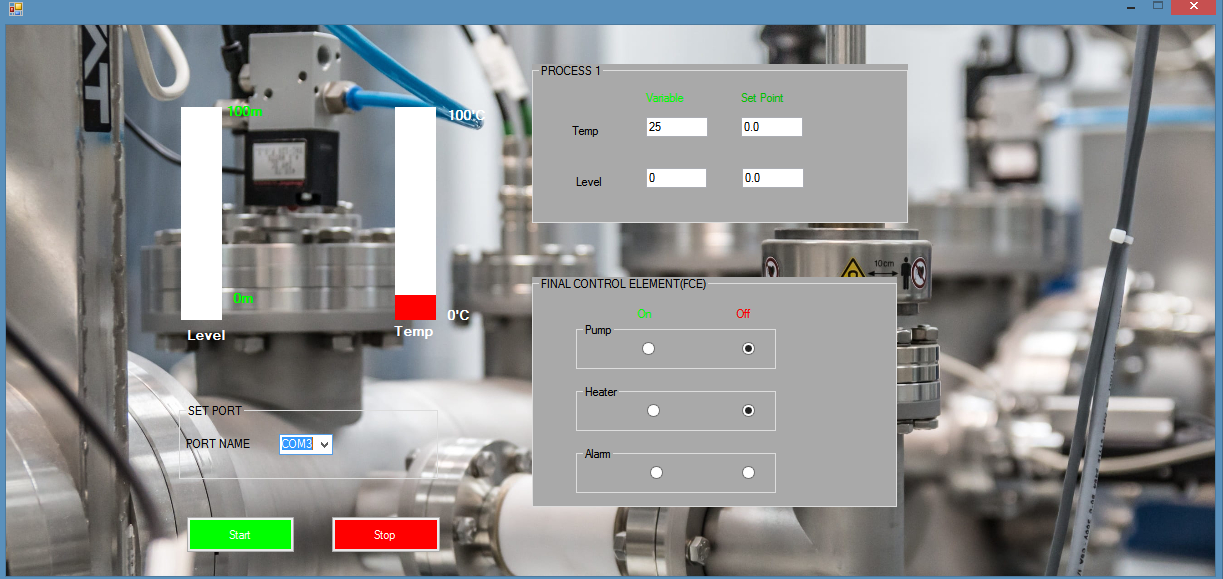 PROCESS 1
Variable Set Point
Temp 25 0.0
Level 0 0.0
100m
100'C
0m
0'C
Level
Temp
10cm
FINAL CONTROL ELEMENT(FCE)
On Off
Pump
Heater
Alarm
SET PORT
PORT NAME COM3
Start Stop